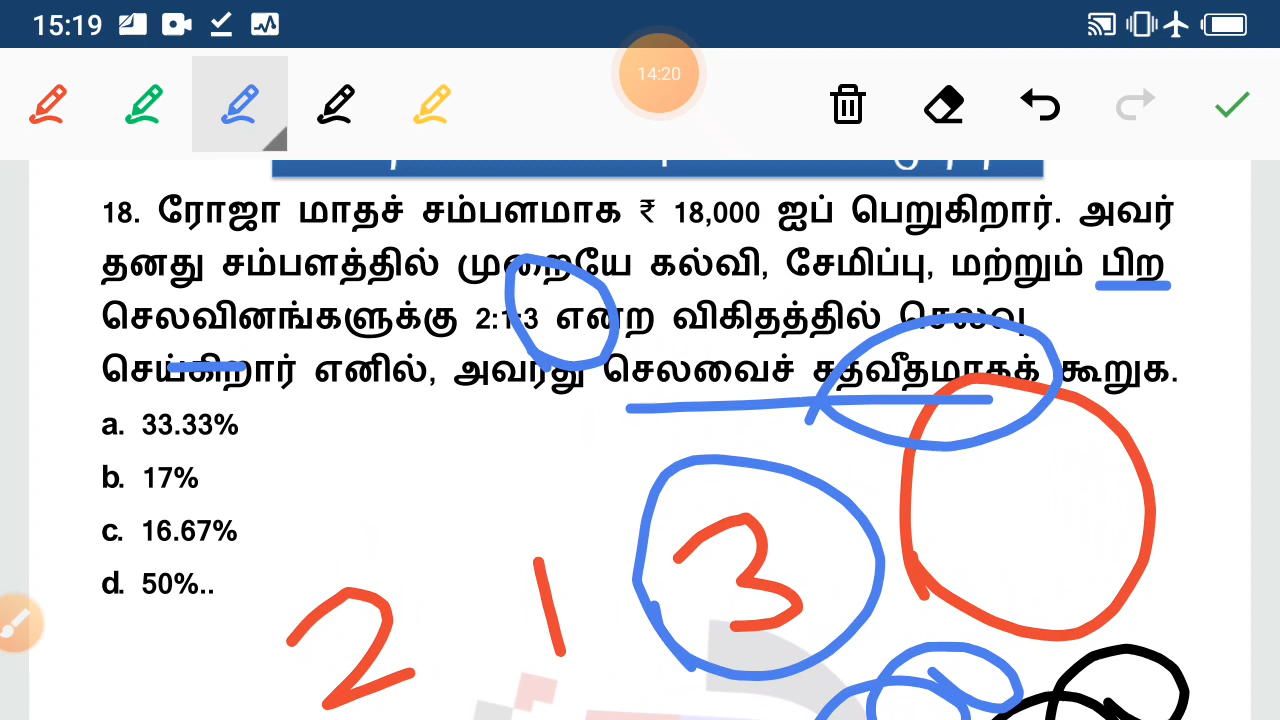 15:19
14:20
18. ரோஜா மாதச் சம்பளமாக ₹ 18,000 ஐப் பெறுகிறார். அவர்
தனது சம்பளத்தில் முறையே கல்வி, சேமிப்பு, மற்றும் பிற
செலவினங்களுக்கு 2:1:3 என்ற விகிதத்தில் செலவு
செய்கிறார் எனில், அவரது செலவைச் சதவீதமாகக் கூறுக.
a. 33.33%
b. 17%
c. 16.67%
d. 50%..
2 1 3